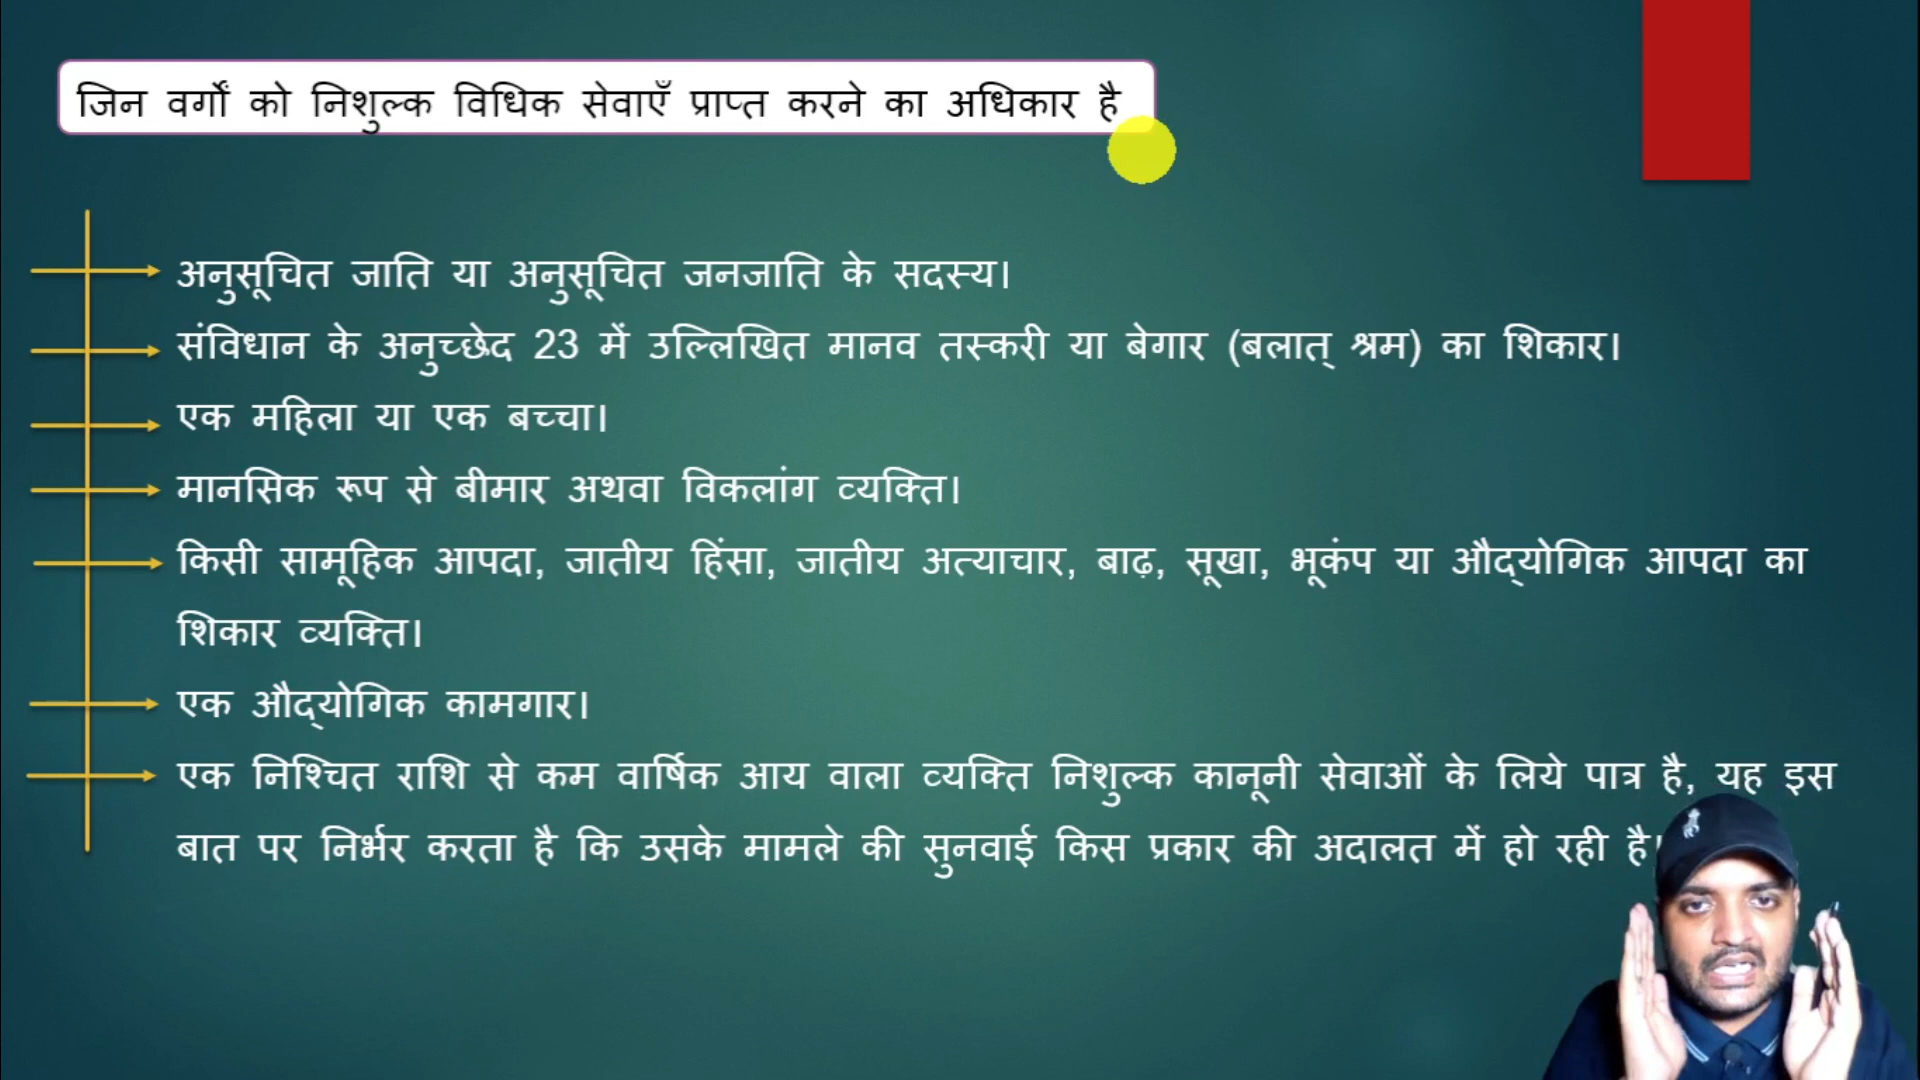 जिन वर्गों को निशुल्क विधिक सेवाएँ प्राप्त करने का अधिकार है
अनुसूचित जाति या अनुसूचित जनजाति के सदस्य।
संविधान के अनुच्छेद 23 में उल्लिखित मानव तस्करी या बेगार (बलात् श्रम) का शिकार।
एक महिला या एक बच्चा।
मानसिक रूप से बीमार अथवा विकलांग व्यक्ति।
किसी सामूहिक आपदा, जातीय हिंसा, जातीय अत्याचार, बाढ़, सूखा, भूकंप या औद्योगिक आपदा का
शिकार व्यक्ति।
एक औद्योगिक कामगार।
एक निश्चित राशि से कम वार्षिक आय वाला व्यक्ति निशुल्क कानूनी सेवाओं के लिये पात्र है, यह इस
बात पर निर्भर करता है कि उसके मामले की सुनवाई किस प्रकार की अदालत में हो रही है।